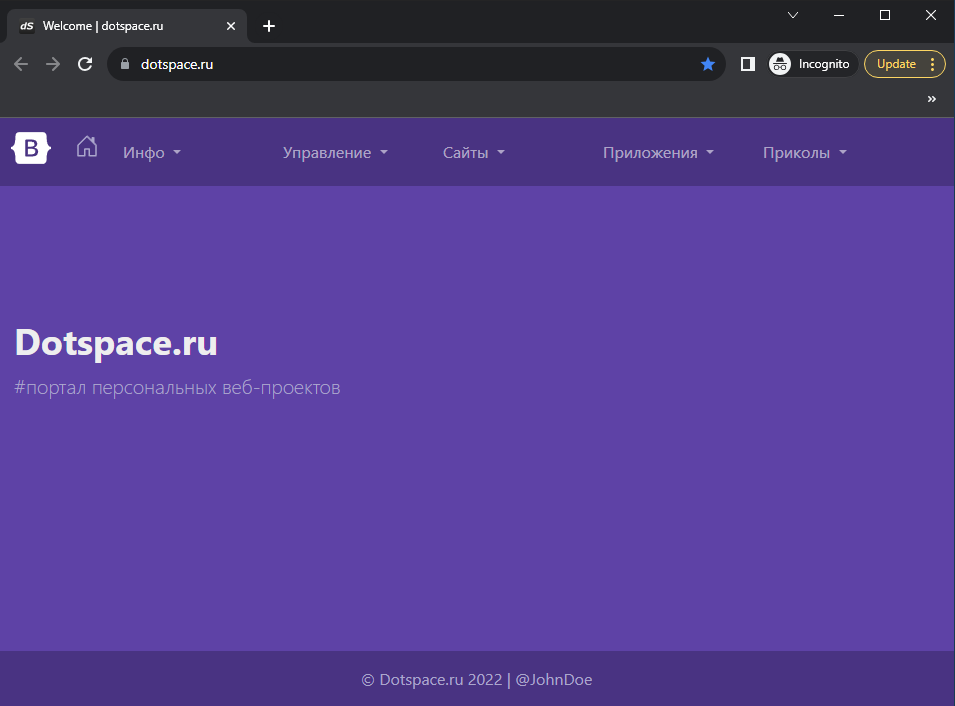 dS Welcome | dotspace.ru
dotspace.ru Incognito Update
B Инфо Управление Сайты Приложения Приколы
Dotspace.ru
#портал персональных веб-проектов
© Dotspace.ru 2022 | @JohnDoe